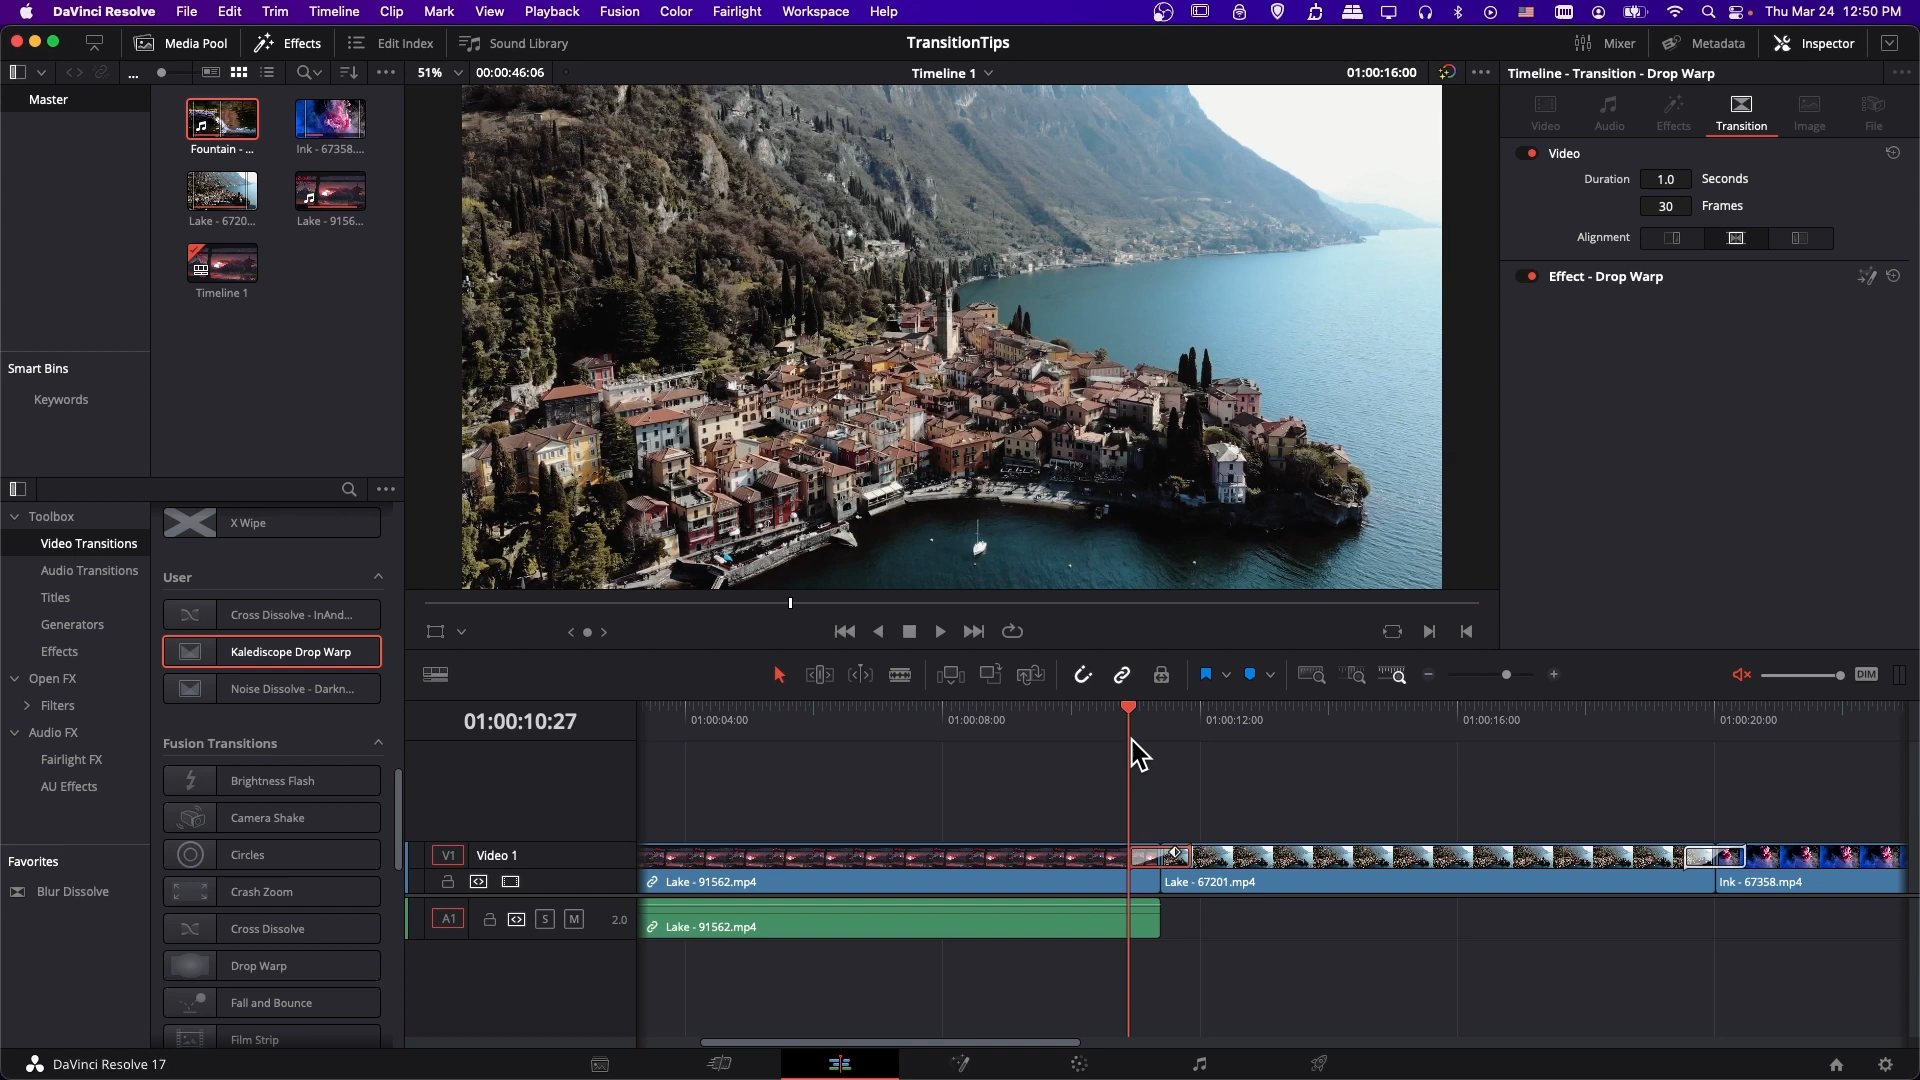 DaVinci Resolve File Edit Trim Timeline Clip Mark View Playback Fusion Color Fairlight Workspace Help Thu Mar 24 12:50 PM
Media Pool Effects Edit Index Sound Library TransitionTips Mixer Metadata Inspector
51% 00:00:46:06 Timeline 1 01:00:16:00 Timeline - Transition - Drop Warp
Master
Fountain - ...
Ink - 67358....
Lake - 6720...
Lake - 9156...
Timeline 1
Smart Bins
Keywords
Video Audio Effects Transition Image File
Video
Duration 1.0 Seconds
30 Frames
Alignment
Effect - Drop Warp
Toolbox
Video Transitions
Audio Transitions
Titles
Generators
Effects
Open FX
Filters
Audio FX
Fairlight FX
AU Effects
Favorites
Blur Dissolve
X Wipe
User
Cross Dissolve - InAnd...
Kalediscope Drop Warp
Noise Dissolve - Darkn...
Fusion Transitions
Brightness Flash
Camera Shake
Circles
Crash Zoom
Cross Dissolve
Drop Warp
Fall and Bounce
Film Strip
DIM
01:00:10:27
01:00:04:00 01:00:08:00 01:00:12:00 01:00:16:00 01:00:20:00
V1 Video 1
Lake - 91562.mp4 Lake - 67201.mp4 Ink - 67358.mp4
A1 S M 2.0
Lake - 91562.mp4
DaVinci Resolve 17